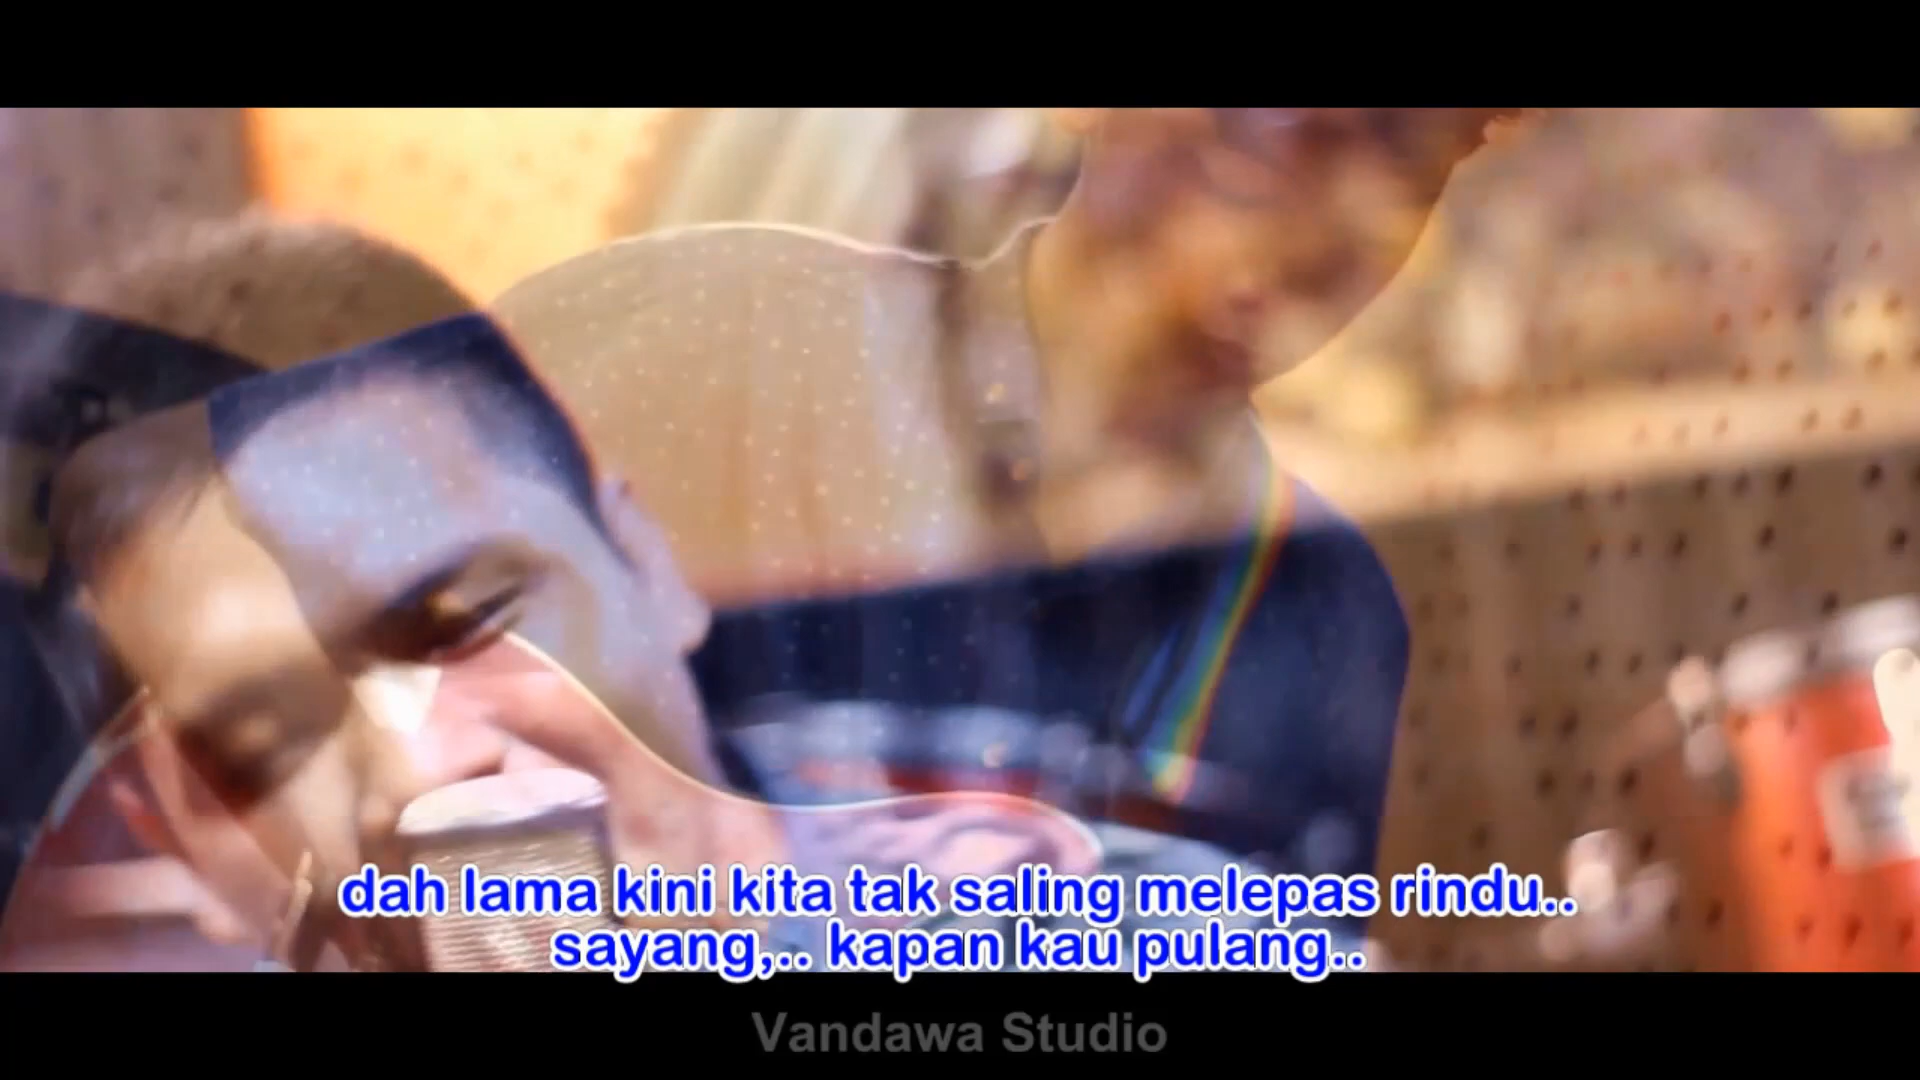 dah lama kini kita tak saling melepas rindu..
sayang,.. kapan kau pulang..
Vandawa Studio